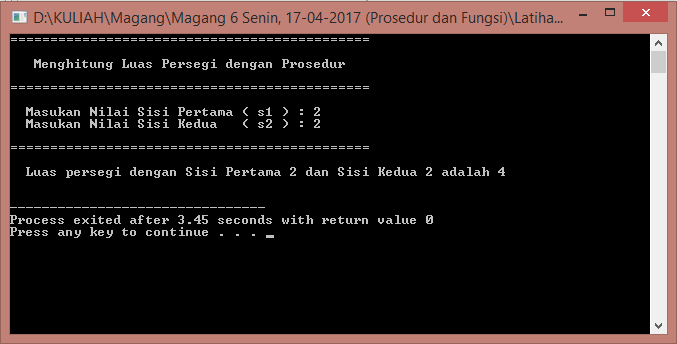 D:\KULIAH\Magang\Magang 6 Senin, 17-04-2017 (Prosedur dan Fungsi)\Latiha...
=============================================
Menghitung Luas Persegi dengan Prosedur
=============================================
Masukan Nilai Sisi Pertama ( s1 ) : 2
Masukan Nilai Sisi Kedua   ( s2 ) : 2
=============================================
Luas persegi dengan Sisi Pertama 2 dan Sisi Kedua 2 adalah 4
--------------------------------
Process exited after 3.45 seconds with return value 0
Press any key to continue . . . _